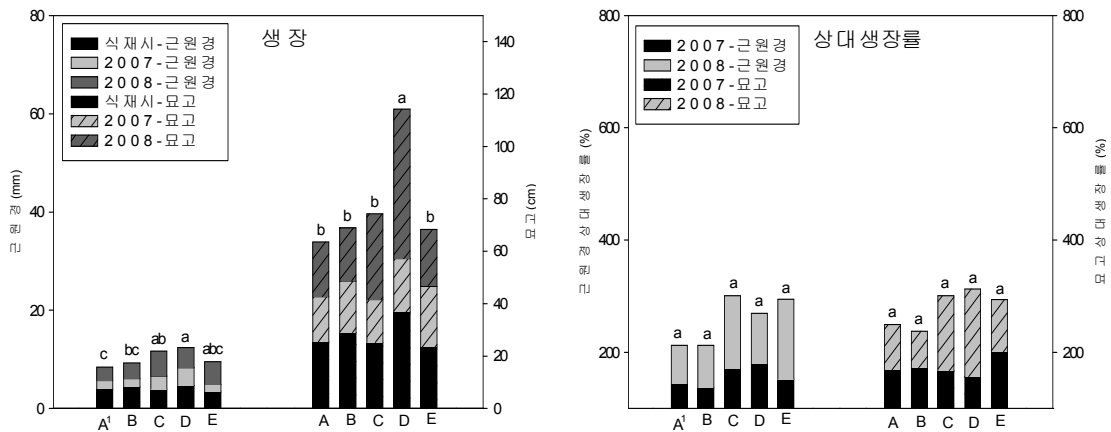 생장
식재시-근원경
2007-근원경
2008-근원경
식재시-묘고
2007-묘고
2008-묘고
근원경 (mm)
80
60
40
20
0
c bc ab a abc
b b b a b
A¹ B C D E
A B C D E
140
120
100
80
60
40
20
0
묘고 (cm)
상대생장률
2007-근원경
2008-근원경
2007-묘고
2008-묘고
근원경상대생장률 (%)
800
600
400
200
a a a a a
a a a a a
A¹ B C D E
A B C D E
800
600
400
200
묘고상대생장률 (%)